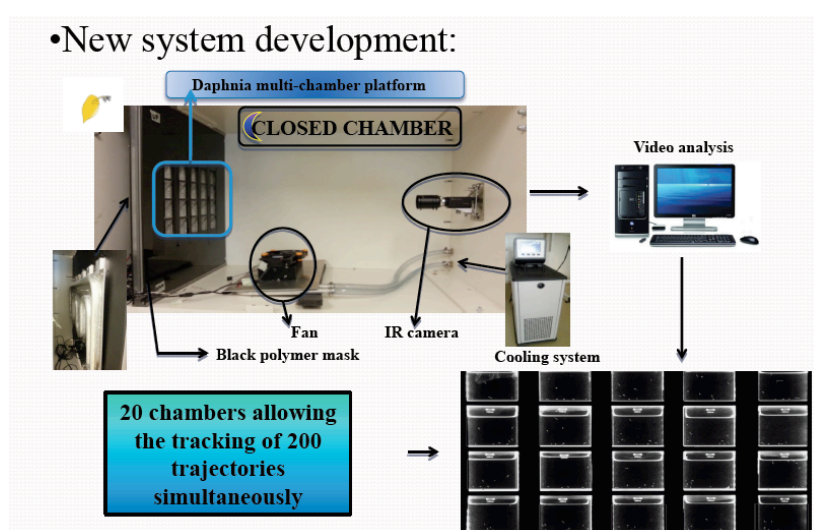 •New system development:
Daphnia multi-chamber platform
CLOSED CHAMBER
Video analysis
Fan
IR camera
Black polymer mask
Cooling system
20 chambers allowing
the tracking of 200
trajectories
simultaneously